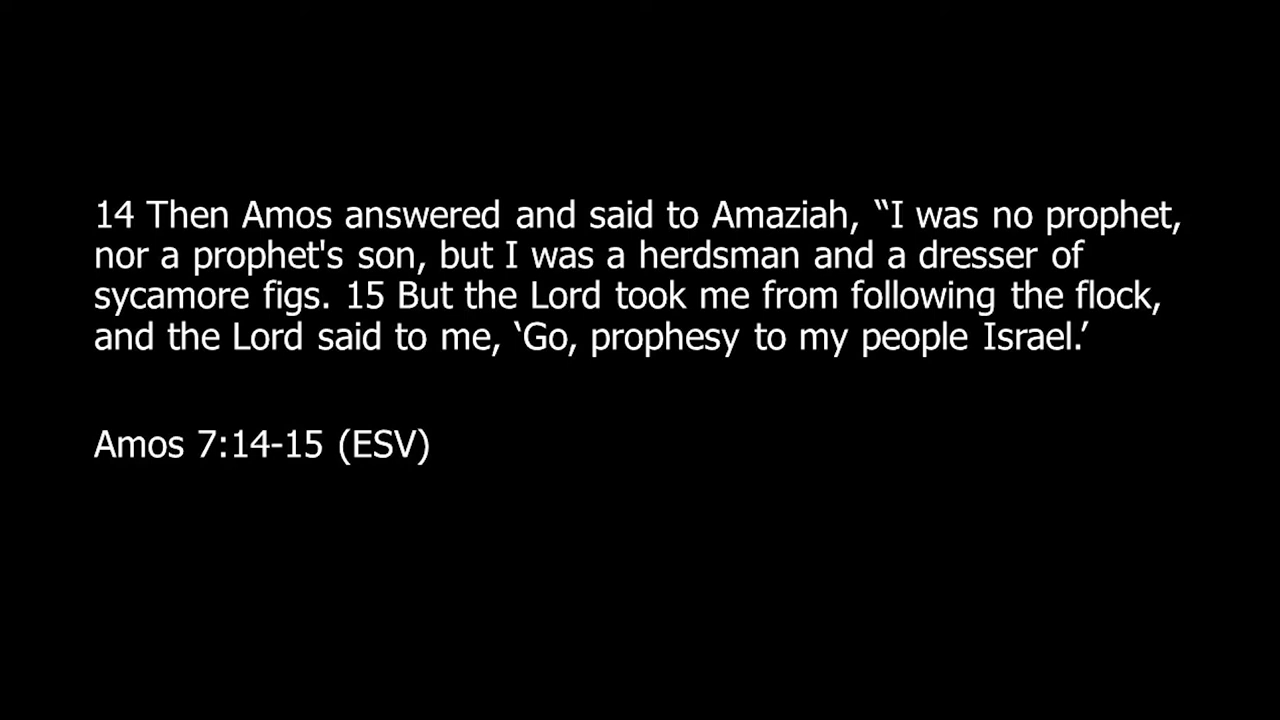 14 Then Amos answered and said to Amaziah, “I was no prophet,
nor a prophet's son, but I was a herdsman and a dresser of
sycamore figs. 15 But the Lord took me from following the flock,
and the Lord said to me, ‘Go, prophesy to my people Israel.’
Amos 7:14-15 (ESV)